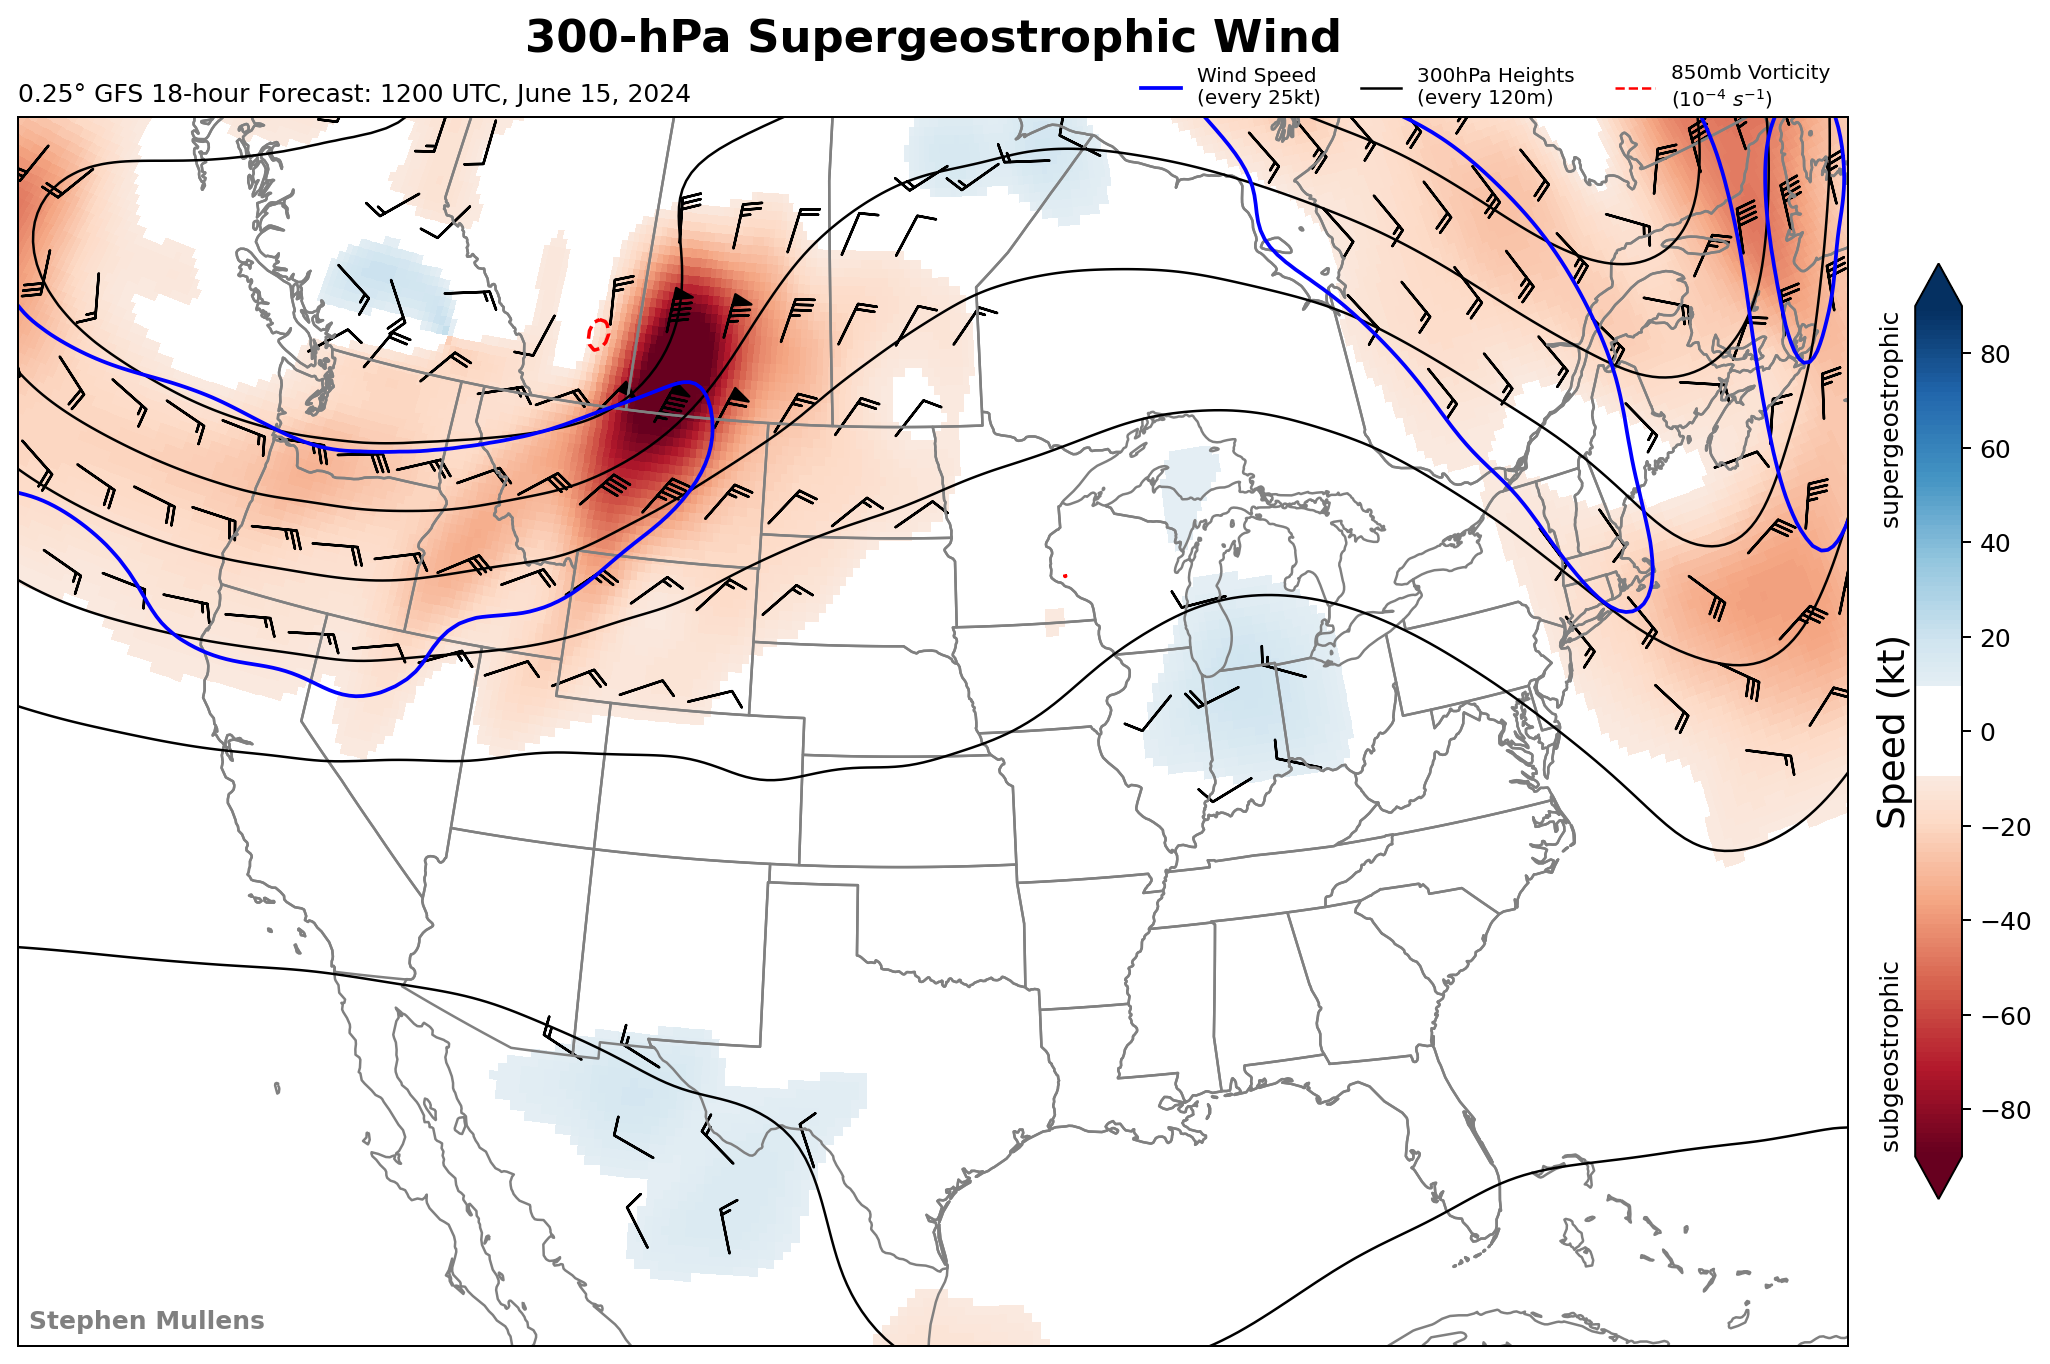 300-hPa Supergeostrophic Wind
0.25° GFS 18-hour Forecast: 1200 UTC, June 15, 2024
Wind Speed
(every 25kt)
300hPa Heights
(every 120m)
850mb Vorticity
(10⁻⁴ s⁻¹)
supergeostrophic
Speed (kt)
subgeostrophic
80
60
40
20
0
−20
−40
−60
−80
Stephen Mullens